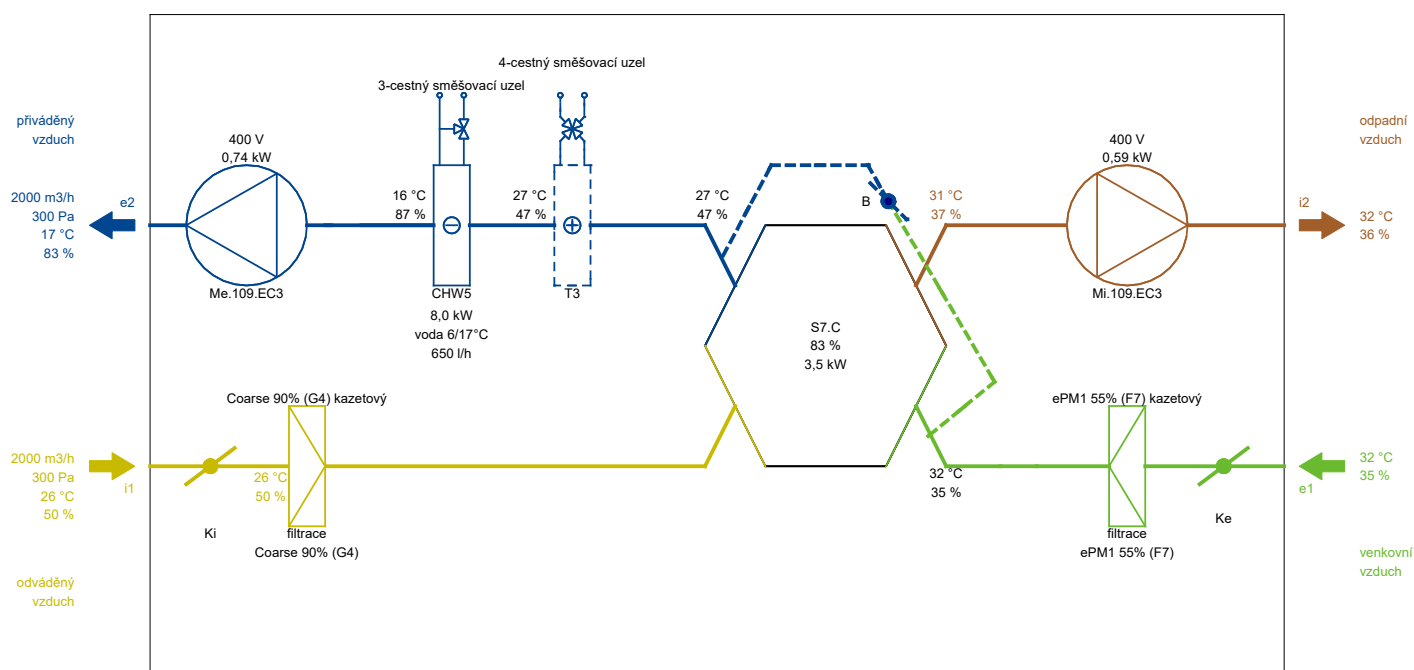 4-cestný směšovací uzel
3-cestný směšovací uzel
přiváděný
vzduch
400 V
0,74 kW
400 V
0,59 kW
odpadní
vzduch
2000 m3/h
300 Pa
17 °C
83 %
e2
16 °C
87 %
27 °C
47 %
27 °C
47 %
B
31 °C
37 %
i2
32 °C
36 %
Me.109.EC3
CHW5
8,0 kW
voda 6/17°C
650 l/h
T3
Mi.109.EC3
S7.C
83 %
3,5 kW
Coarse 90% (G4) kazetový
ePM1 55% (F7) kazetový
2000 m3/h
300 Pa
26 °C
50 %
i1
26 °C
50 %
32 °C
35 %
32 °C
35 %
e1
Ki
filtrace
Coarse 90% (G4)
filtrace
ePM1 55% (F7)
Ke
odváděný
vzduch
venkovní
vzduch